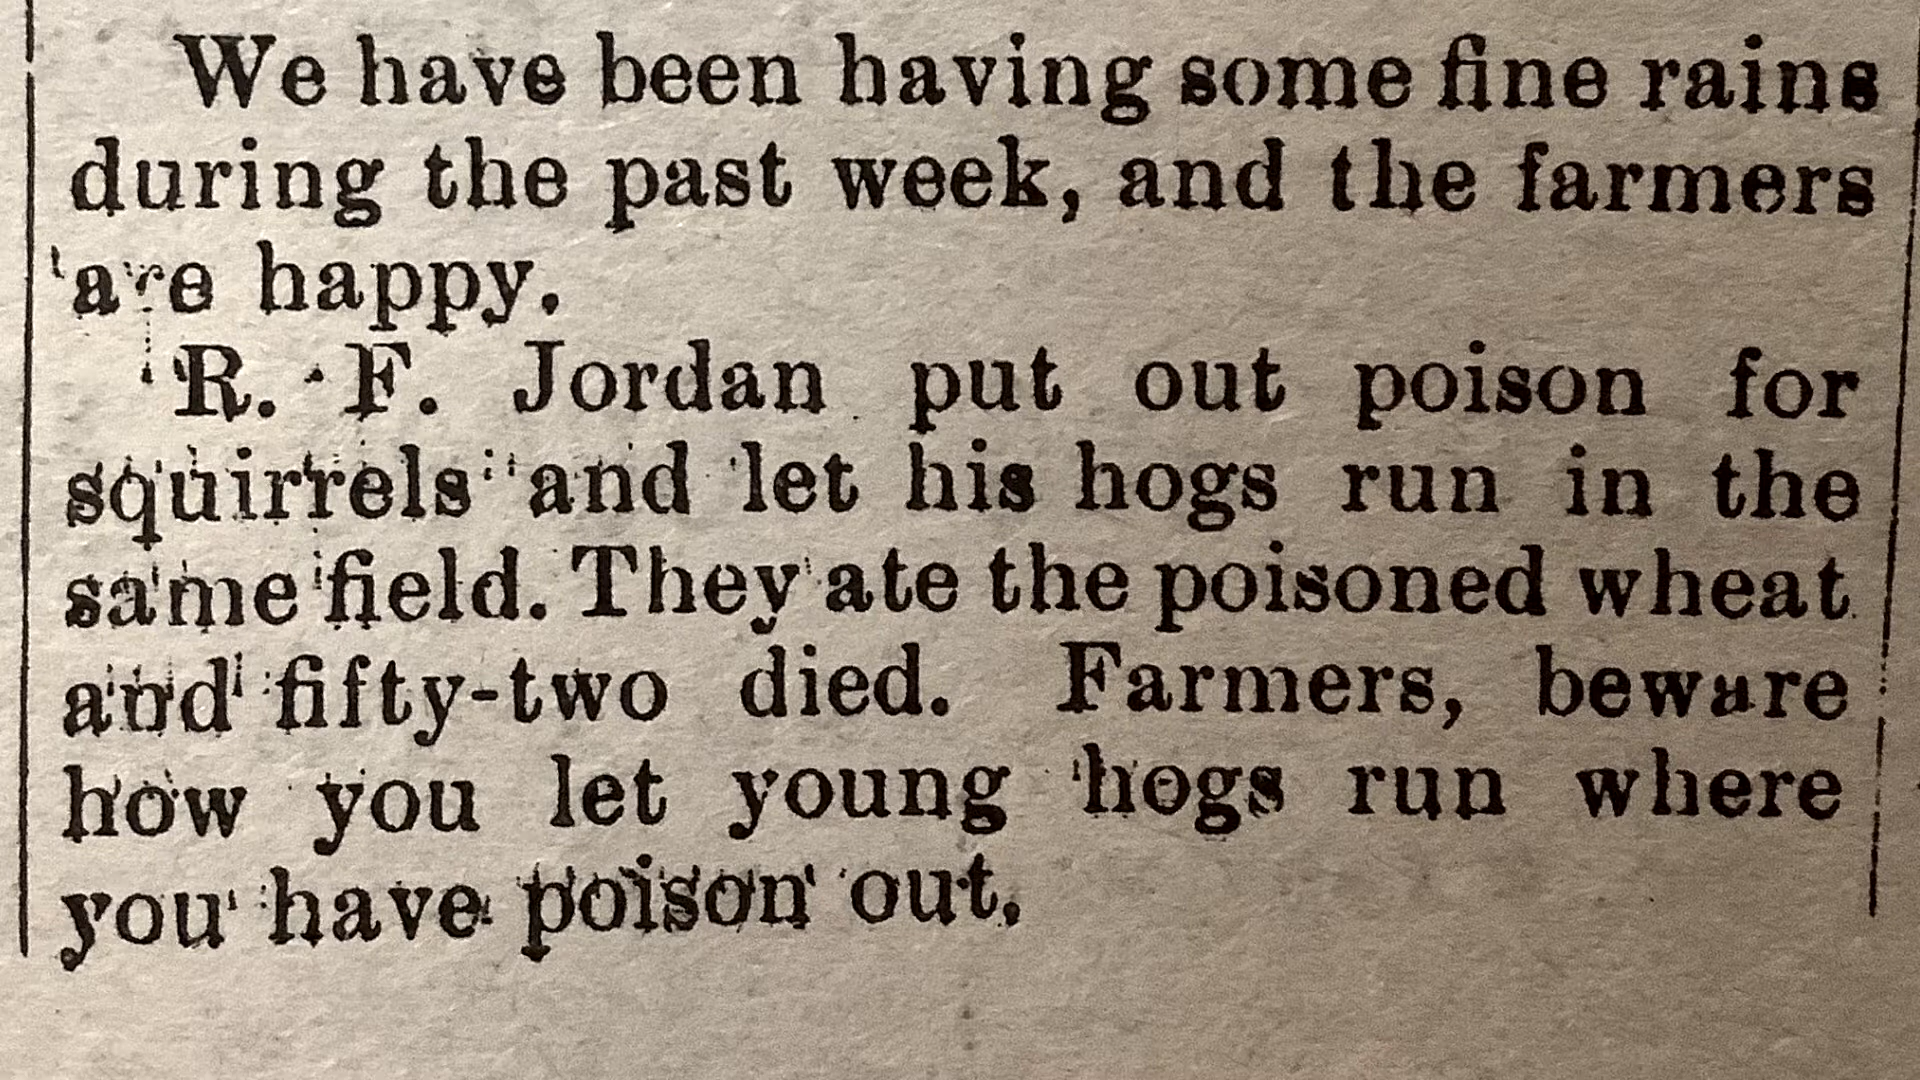 We have been having some fine rains
during the past week, and the farmers
are happy.
R. F. Jordan put out poison for
squirrels and let his hogs run in the
same field. They ate the poisoned wheat
and fifty-two died. Farmers, beware
how you let young hogs run where
you have poison out.